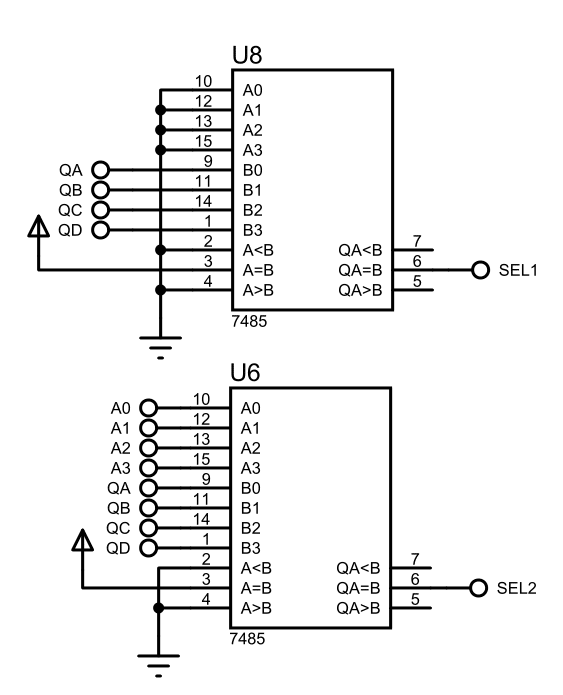 U8
10 A0
12 A1
13 A2
15 A3
QA 9 B0
QB 11 B1
QC 14 B2
QD 1 B3
2 A<B QA<B 7
3 A=B QA=B 6 SEL1
4 A>B QA>B 5
7485
U6
A0 10 A0
A1 12 A1
A2 13 A2
A3 15 A3
QA 9 B0
QB 11 B1
QC 14 B2
QD 1 B3
2 A<B QA<B 7
3 A=B QA=B 6 SEL2
4 A>B QA>B 5
7485